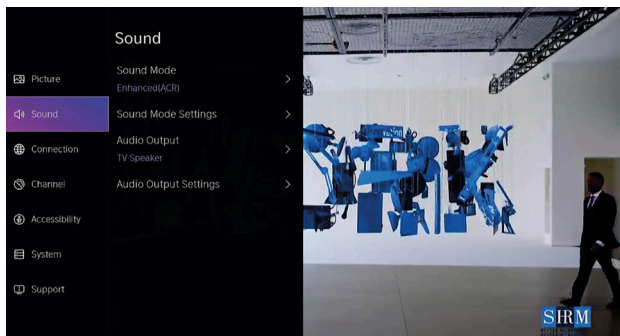 Sound
Picture
Sound
Connection
Channel
Accessibility
System
Support
Sound Mode
Enhanced(ACR)
Sound Mode Settings
Audio Output
TV Speaker
Audio Output Settings
SHRM